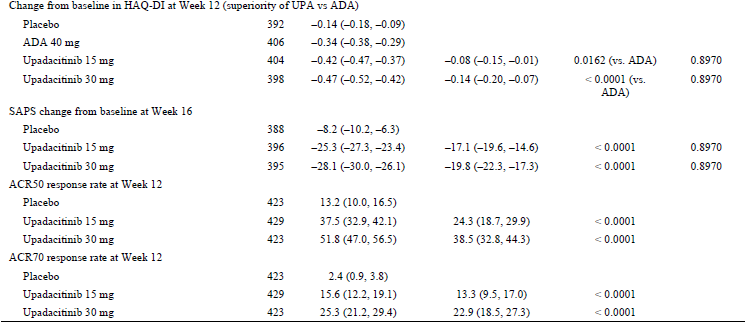 Change from baseline in HAQ-DI at Week 12 (superiority of UPA vs ADA)
Placebo 392 –0.14 (–0.18, –0.09)
ADA 40 mg 406 –0.34 (–0.38, –0.29)
Upadacitinib 15 mg 404 –0.42 (–0.47, –0.37) –0.08 (–0.15, –0.01) 0.0162 (vs. ADA) 0.8970
Upadacitinib 30 mg 398 –0.47 (–0.52, –0.42) –0.14 (–0.20, –0.07) < 0.0001 (vs. 0.8970
ADA)
SAPS change from baseline at Week 16
Placebo 388 –8.2 (–10.2, –6.3)
Upadacitinib 15 mg 396 –25.3 (–27.3, –23.4) –17.1 (–19.6, –14.6) < 0.0001 0.8970
Upadacitinib 30 mg 395 –28.1 (–30.0, –26.1) –19.8 (–22.3, –17.3) < 0.0001 0.8970
ACR50 response rate at Week 12
Placebo 423 13.2 (10.0, 16.5)
Upadacitinib 15 mg 429 37.5 (32.9, 42.1) 24.3 (18.7, 29.9) < 0.0001
Upadacitinib 30 mg 423 51.8 (47.0, 56.5) 38.5 (32.8, 44.3) < 0.0001
ACR70 response rate at Week 12
Placebo 423 2.4 (0.9, 3.8)
Upadacitinib 15 mg 429 15.6 (12.2, 19.1) 13.3 (9.5, 17.0) < 0.0001
Upadacitinib 30 mg 423 25.3 (21.2, 29.4) 22.9 (18.5, 27.3) < 0.0001